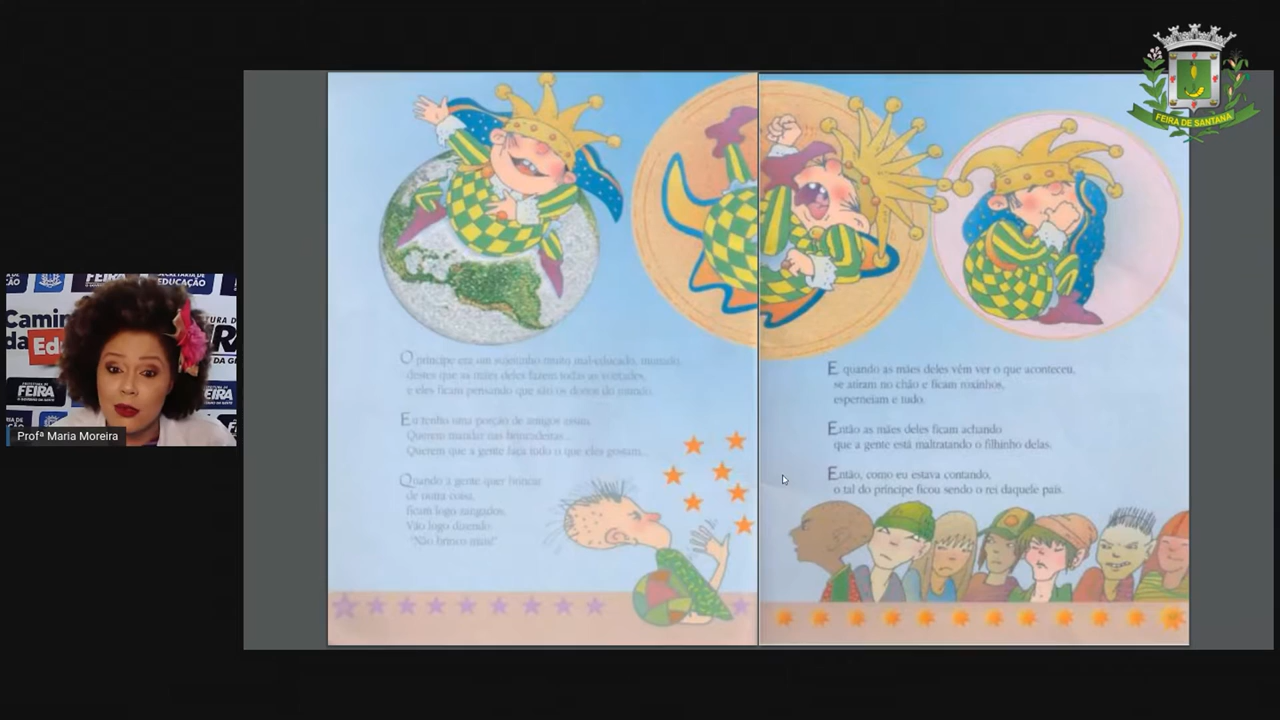 FEIRA DE SANTANA
O príncipe era um sujeitinho muito mal-educado, mimado,
destes que as mães deles fazem todas as vontades,
e eles ficam pensando que são os donos do mundo.
Eu tenho uma porção de amigos assim.
Querem mandar nas brincadeiras...
Querem que a gente faça tudo o que eles gostam...
Quando a gente quer brincar
de outra coisa,
ficam logo zangados.
Vão logo dizendo:
"Não brinco mais!"
E quando as mães deles vêm ver o que aconteceu,
se atiram no chão e ficam roxinhos,
esperneiam e tudo.
Então as mães deles ficam achando
que a gente está maltratando o filhinho delas.
Então, como eu estava contando,
o tal do príncipe ficou sendo o rei daquele país.
EDUCAÇÃO
Camin
da Ed
FEIRA
Profª Maria Moreira